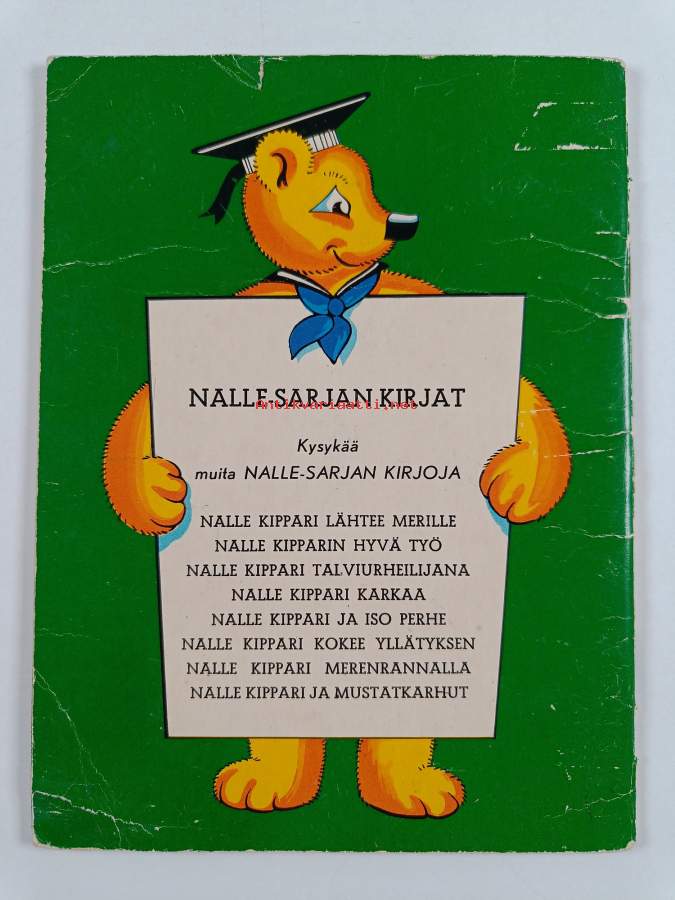 NALLE-SARJAN KIRJAT
Antikvariaatti.net
Kysykää
muita NALLE-SARJAN KIRJOJA
NALLE KIPPARI LÄHTEE MERILLE
NALLE KIPPARIN HYVÄ TYÖ
NALLE KIPPARI TALVIURHEILIJANA
NALLE KIPPARI KARKAA
NALLE KIPPARI JA ISO PERHE
NALLE KIPPARI KOKEE YLLÄTYKSEN
NALLE KIPPARI MERENRANNALLA
NALLE KIPPARI JA MUSTATKARHUT